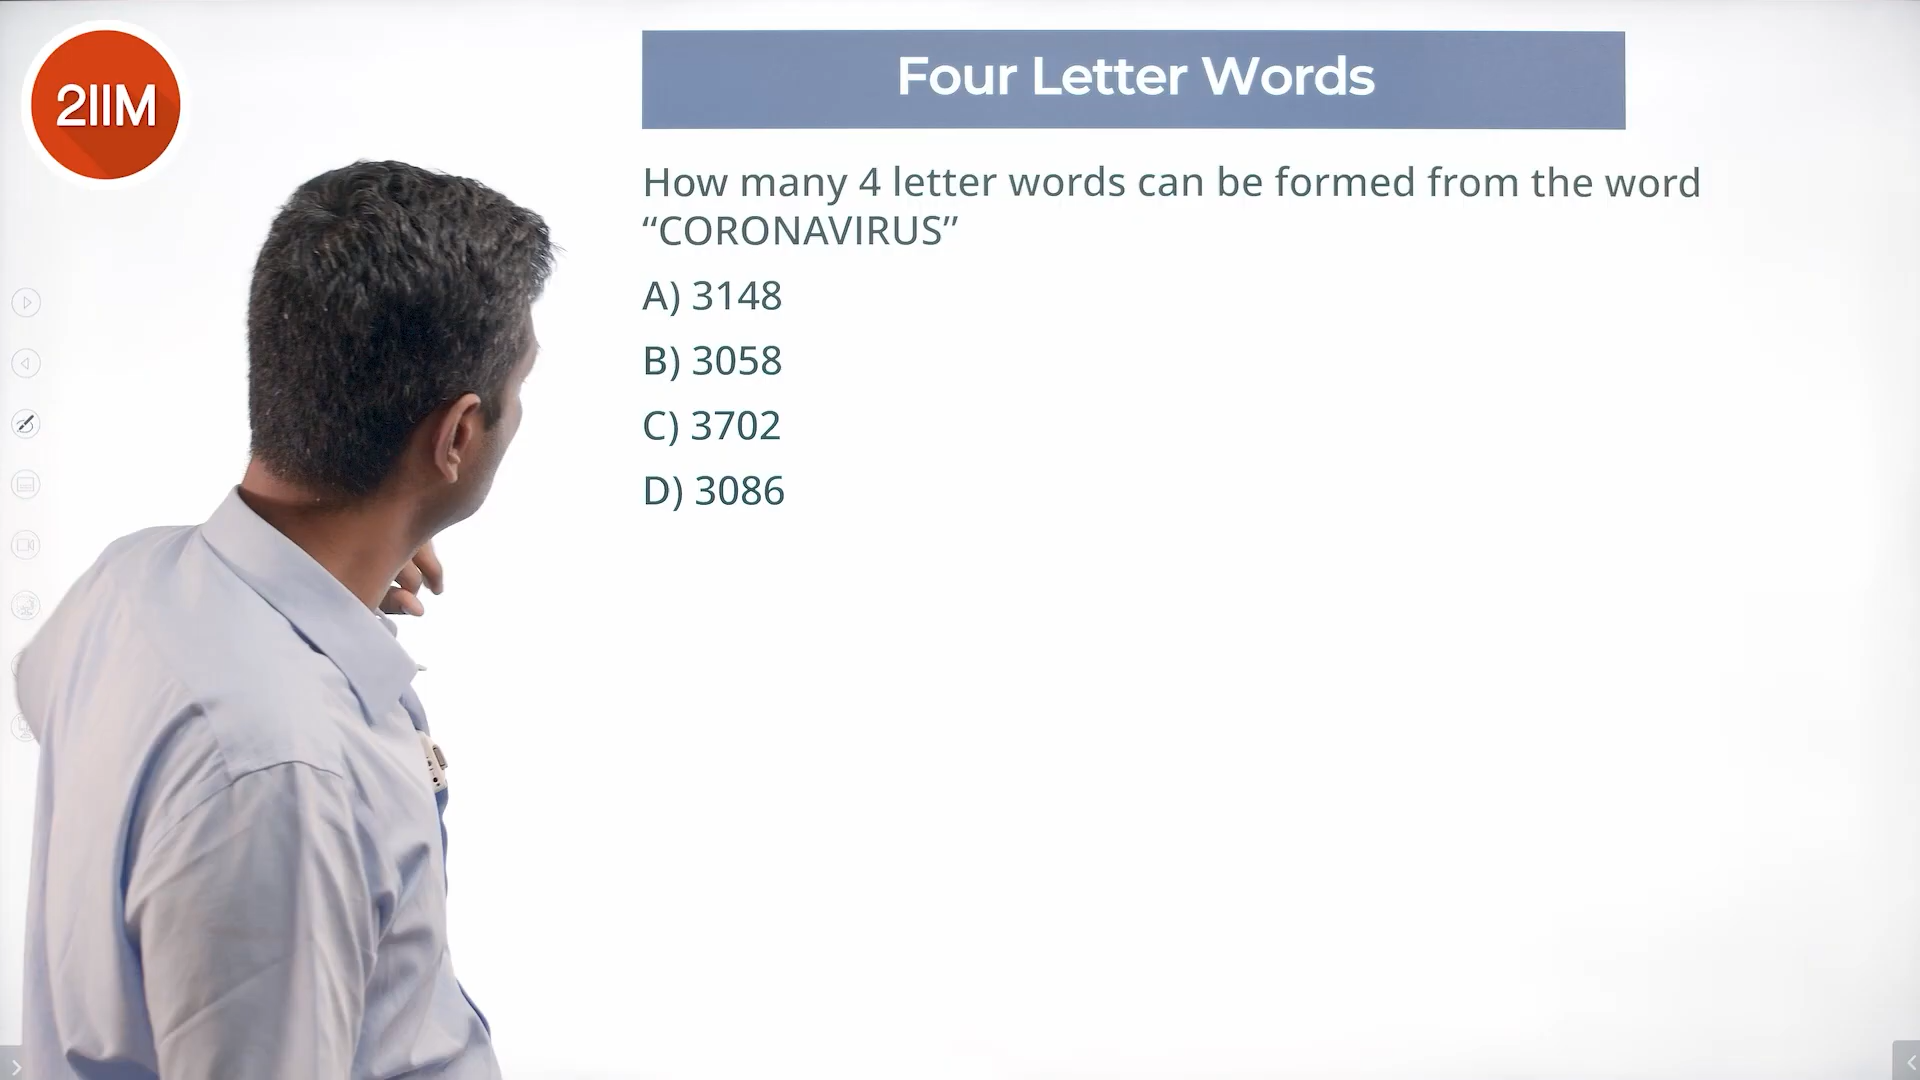 2IIM
Four Letter Words
How many 4 letter words can be formed from the word
“CORONAVIRUS”
A) 3148
B) 3058
C) 3702
D) 3086